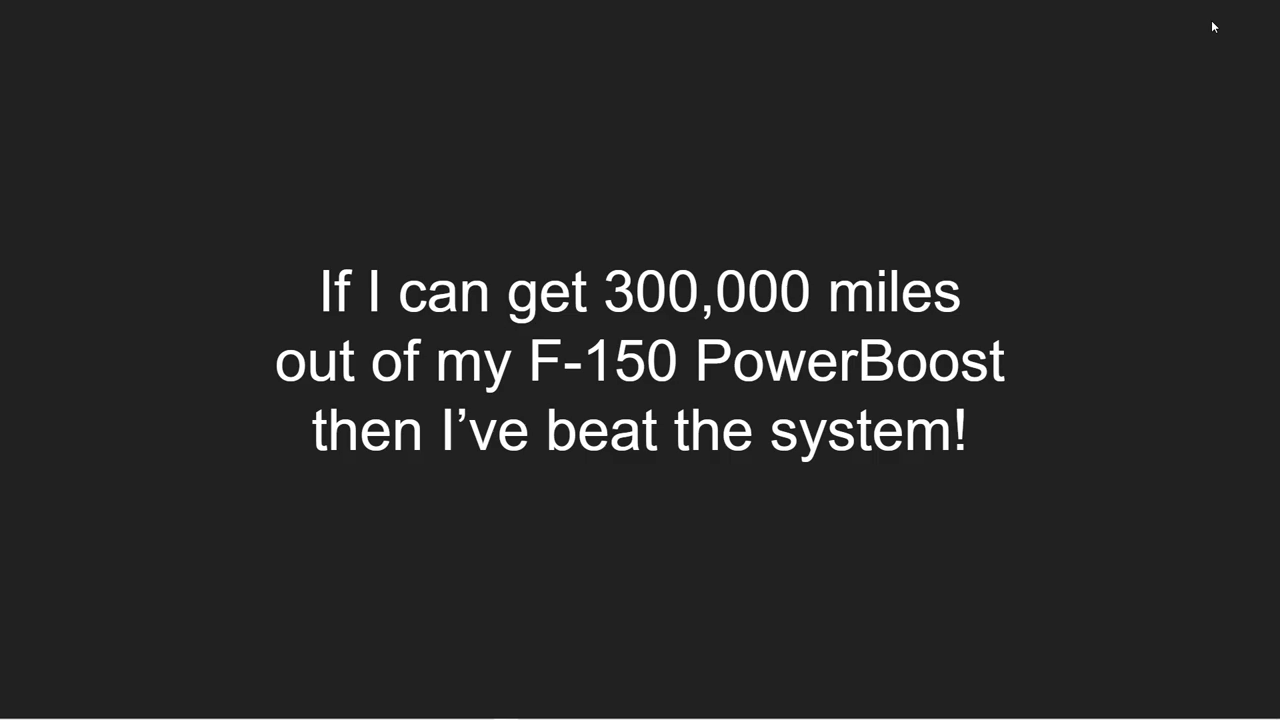 If I can get 300,000 miles
out of my F-150 PowerBoost
then I’ve beat the system!